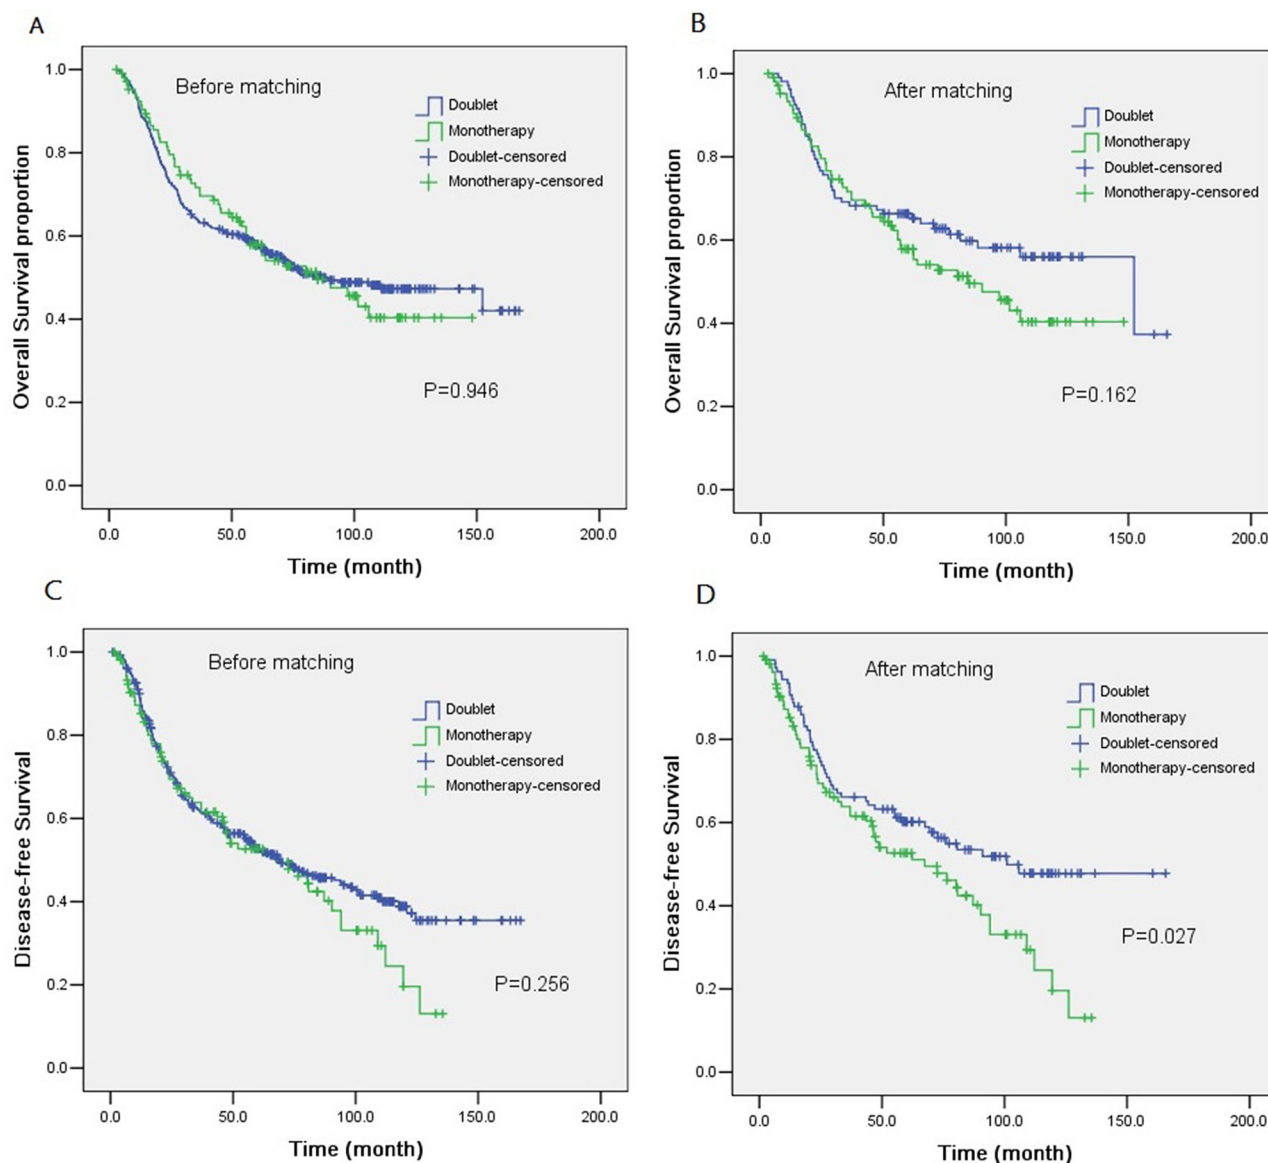 A
Before matching
Doublet
Monotherapy
Doublet-censored
Monotherapy-censored
P=0.946
Overall Survival proportion
1.0
0.8
0.6
0.4
0.2
0.0
0.0 50.0 100.0 150.0 200.0
Time (month)
B
After matching
Doublet
Monotherapy
Doublet-censored
Monotherapy-censored
P=0.162
Overall Survival proportion
1.0
0.8
0.6
0.4
0.2
0.0
0.0 50.0 100.0 150.0 200.0
Time (month)
C
Before matching
Doublet
Monotherapy
Doublet-censored
Monotherapy-censored
P=0.256
Disease-free Survival
1.0
0.8
0.6
0.4
0.2
0.0
0.0 50.0 100.0 150.0 200.0
Time (month)
D
After matching
Doublet
Monotherapy
Doublet-censored
Monotherapy-censored
P=0.027
Disease-free Survival
1.0
0.8
0.6
0.4
0.2
0.0
0.0 50.0 100.0 150.0 200.0
Time (month)